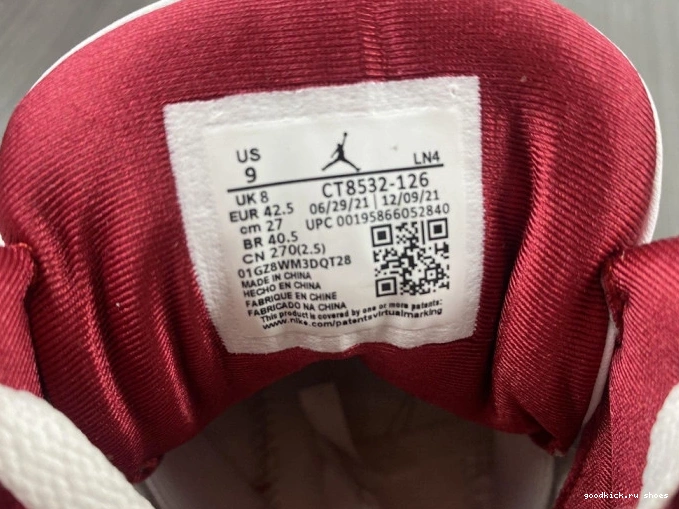 US
9
LN4
UK 8
CT8532-126
EUR 42.5
06/29/21 | 12/09/21
cm 27
UPC 00195866052840
BR 40.5
CN 270(2.5)
01GZ8WM3DQT28
MADE IN CHINA
HECHO EN CHINA
FABRIQUE EN CHINE
FABRICADO NA CHINA
This product is covered by one or more patents:
www.nike.com/patentsvirtualmarking
goodkick.ru shoes